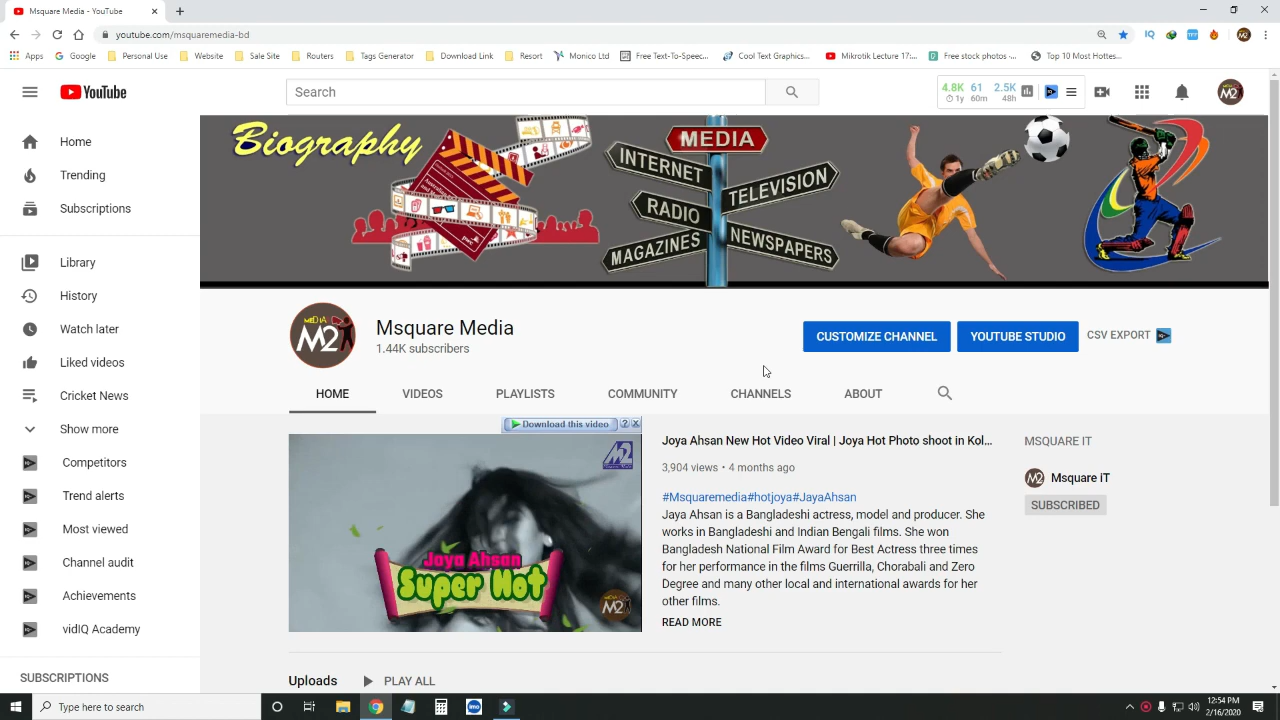 Msquare Media - YouTube
youtube.com/msquaremedia-bd
Apps
Google
Personal Use
Website
Sale Site
Routers
Tags Generator
Download Link
Resort
Monico Ltd
Free Text-To-Speec...
Cool Text Graphics...
Mikrotik Lecture 17:...
Free stock photos -...
Top 10 Most Hottes...
YouTube
Search
4.8K 61 2.5K
1y 60m 48h
Home
Trending
Subscriptions
Library
History
Watch later
Liked videos
Cricket News
Show more
Competitors
Trend alerts
Most viewed
Channel audit
Achievements
vidIQ Academy
SUBSCRIPTIONS
Biography
MEDIA
INTERNET
TELEVISION
RADIO
MAGAZINES
NEWSPAPERS
MEDIA
M2
Msquare Media
1.44K subscribers
CUSTOMIZE CHANNEL
YOUTUBE STUDIO
CSV EXPORT
HOME
VIDEOS
PLAYLISTS
COMMUNITY
CHANNELS
ABOUT
Download this video
Joya Ahsan
Super Hot
M2
Joya Ahsan New Hot Video Viral | Joya Hot Photo shoot in Kol...
3,904 views • 4 months ago
#Msquaremedia#hotjoya#JayaAhsan
Jaya Ahsan is a Bangladeshi actress, model and producer. She
works in Bangladeshi and Indian Bengali films. She won
Bangladesh National Film Award for Best Actress three times
for her performance in the films Guerrilla, Chorabali and Zero
Degree and many other local and international awards for her
other films.
READ MORE
MSQUARE IT
Msquare IT
SUBSCRIBED
Uploads
PLAY ALL
Type here to search
12:54 PM
2/16/2020